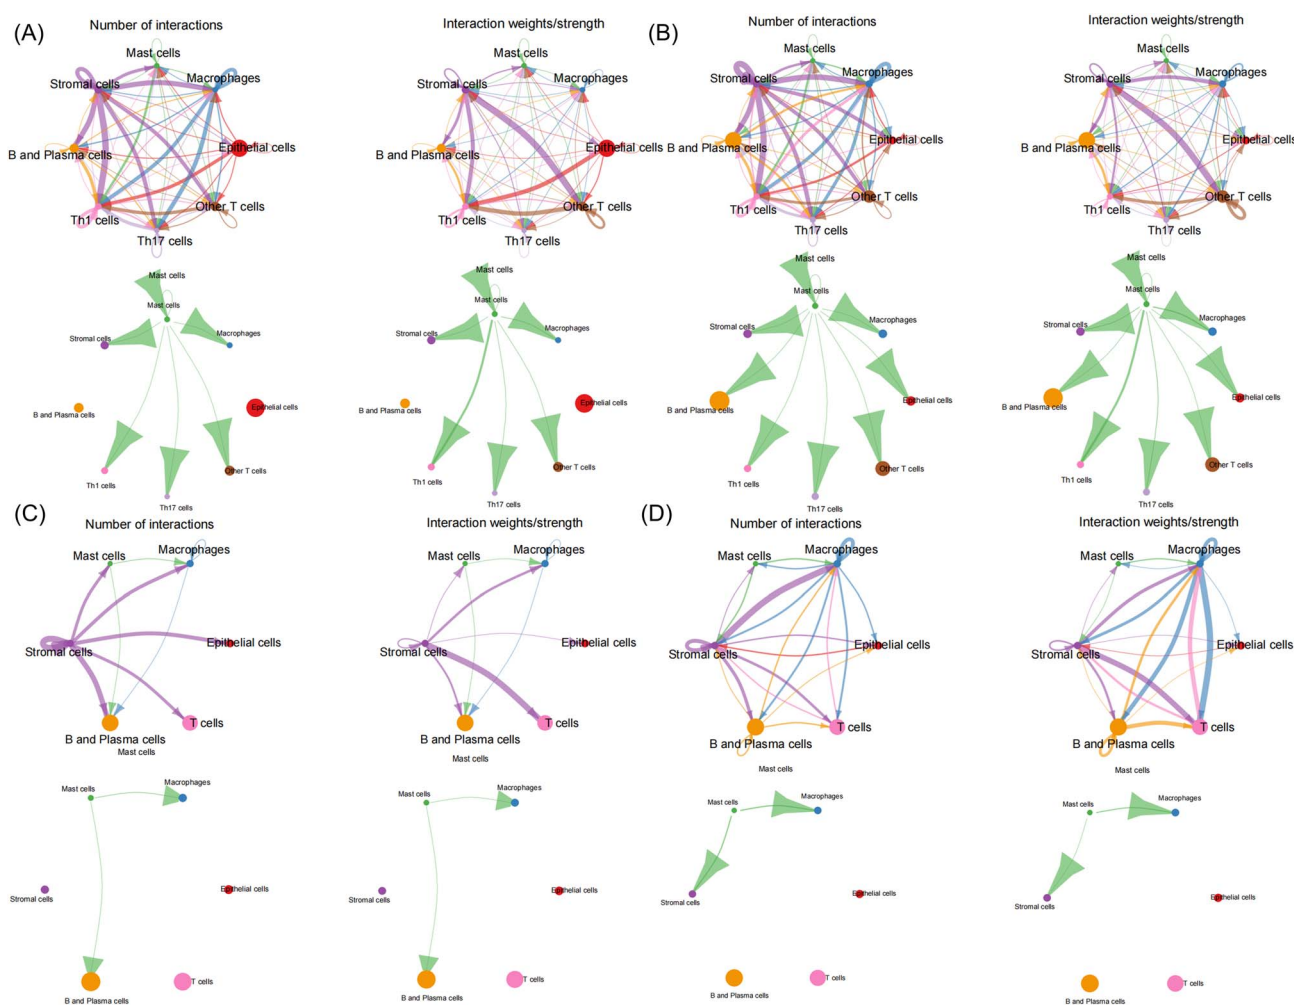 (A)
Number of interactions
Mast cells
Stromal cells
Macrophages
B and Plasma cells
Epithelial cells
Th1 cells
Other T cells
Th17 cells
Interaction weights/strength
Mast cells
Stromal cells
Macrophages
B and Plasma cells
Epithelial cells
Th1 cells
Other T cells
Th17 cells
Mast cells
Mast cells
Stromal cells
Macrophages
B and Plasma cells
Epithelial cells
Th1 cells
Other T cells
Th17 cells
Mast cells
Mast cells
Stromal cells
Macrophages
B and Plasma cells
Epithelial cells
Th1 cells
Other T cells
Th17 cells
(B)
Number of interactions
Mast cells
Stromal cells
Macrophages
B and Plasma cells
Epithelial cells
Th1 cells
Other T cells
Th17 cells
Interaction weights/strength
Mast cells
Stromal cells
Macrophages
B and Plasma cells
Epithelial cells
Th1 cells
Other T cells
Th17 cells
Mast cells
Mast cells
Stromal cells
Macrophages
B and Plasma cells
Epithelial cells
Th1 cells
Other T cells
Th17 cells
Mast cells
Mast cells
Stromal cells
Macrophages
B and Plasma cells
Epithelial cells
Th1 cells
Other T cells
Th17 cells
(C)
Number of interactions
Mast cells
Macrophages
Stromal cells
Epithelial cells
B and Plasma cells
T cells
Interaction weights/strength
Mast cells
Macrophages
Stromal cells
Epithelial cells
B and Plasma cells
T cells
Mast cells
Mast cells
Macrophages
Stromal cells
Epithelial cells
B and Plasma cells
T cells
Mast cells
Mast cells
Macrophages
Stromal cells
Epithelial cells
B and Plasma cells
T cells
(D)
Number of interactions
Mast cells
Macrophages
Stromal cells
Epithelial cells
B and Plasma cells
T cells
Interaction weights/strength
Mast cells
Macrophages
Stromal cells
Epithelial cells
B and Plasma cells
T cells
Mast cells
Mast cells
Macrophages
Stromal cells
Epithelial cells
B and Plasma cells
T cells
Mast cells
Mast cells
Macrophages
Stromal cells
Epithelial cells
B and Plasma cells
T cells